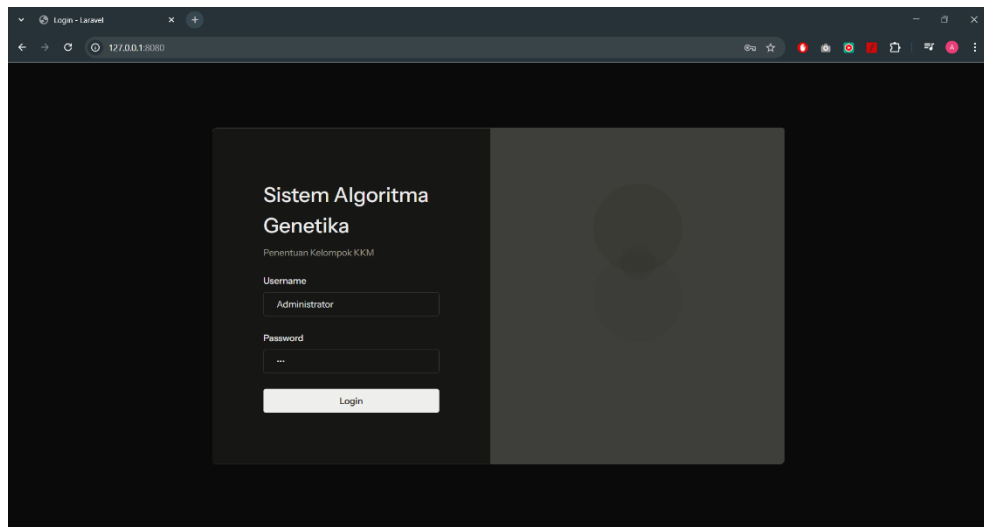 Login - Laravel
127.0.0.1:8080
A
Sistem Algoritma
Genetika
Penentuan Kelompok KKM
Username
Administrator
Password
•••
Login